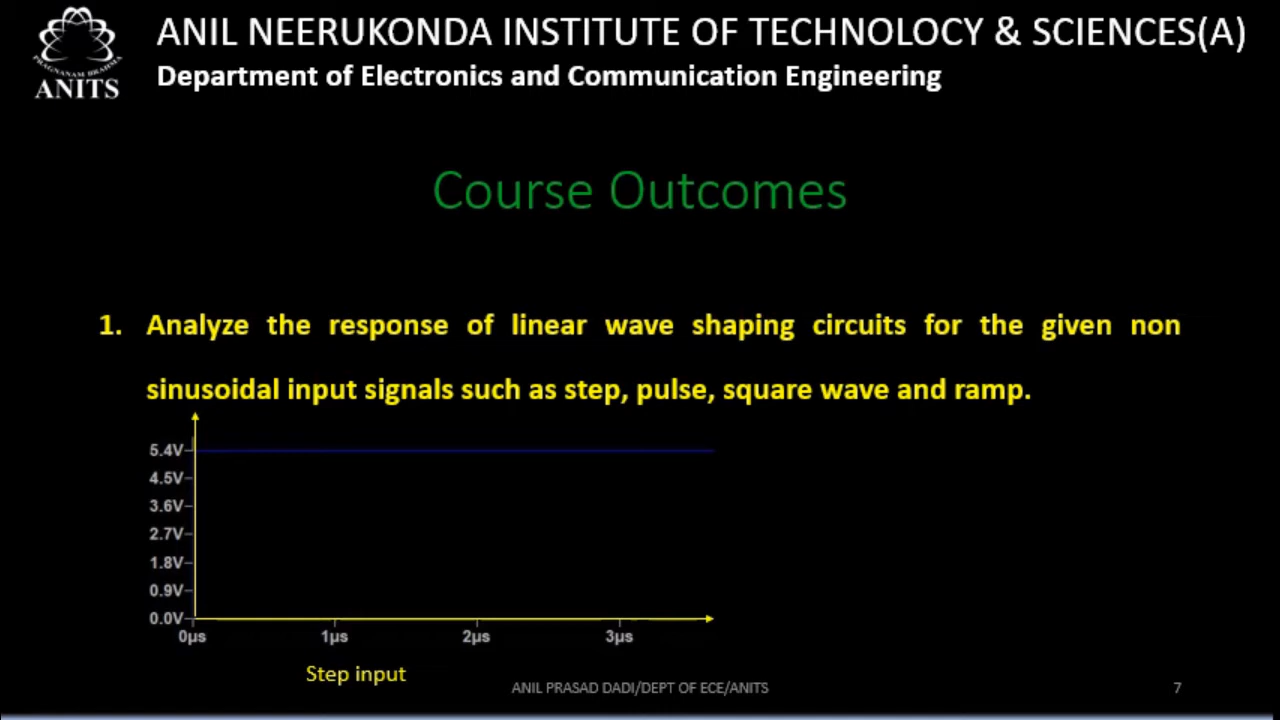 ANIL NEERUKONDA INSTITUTE OF TECHNOLOCY & SCIENCES(A)
Department of Electronics and Communication Engineering
PRAGNANAM BRAHMA
ANITS
Course Outcomes
1. Analyze the response of linear wave shaping circuits for the given non
sinusoidal input signals such as step, pulse, square wave and ramp.
5.4V
4.5V
3.6V
2.7V
1.8V
0.9V
0.0V
0µs 1µs 2µs 3µs
Step input
ANIL PRASAD DADI/DEPT OF ECE/ANITS
7